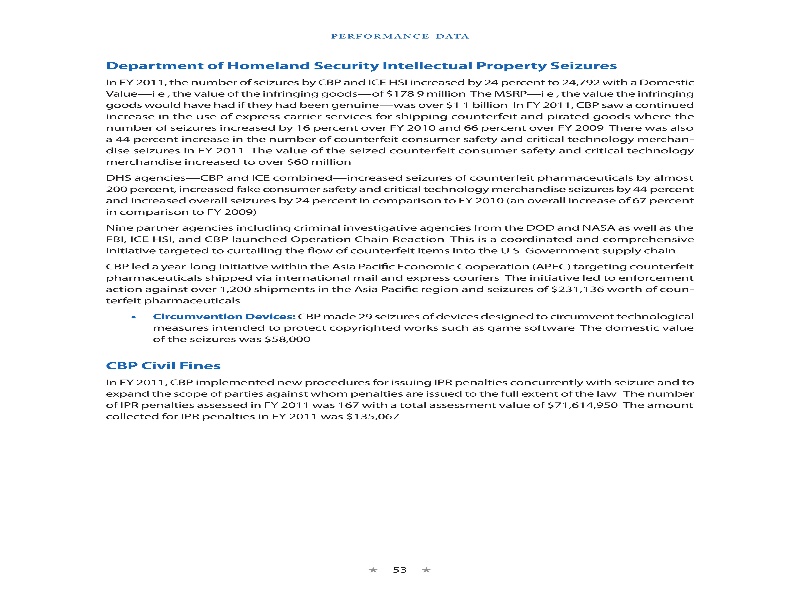 PERFORMANCE DATA
Department of Homeland Security Intellectual Property Seizures
In FY 2011, the number of seizures by CBP and ICE HSI increased by 24 percent to 24,792 with a Domestic
Value—i e , the value of the infringing goods—of $178 9 million The MSRP—i e , the value the infringing
goods would have had if they had been genuine—was over $1 1 billion In FY 2011, CBP saw a continued
increase in the use of express carrier services for shipping counterfeit and pirated goods where the
number of seizures increased by 16 percent over FY 2010 and 66 percent over FY 2009 There was also
a 44 percent increase in the number of counterfeit consumer safety and critical technology merchan-
dise seizures in FY 2011 The value of the seized counterfeit consumer safety and critical technology
merchandise increased to over $60 million
DHS agencies—CBP and ICE combined—increased seizures of counterfeit pharmaceuticals by almost
200 percent, increased fake consumer safety and critical technology merchandise seizures by 44 percent
and increased overall seizures by 24 percent in comparison to FY 2010 (an overall increase of 67 percent
in comparison to FY 2009)
Nine partner agencies including criminal investigative agencies from the DOD and NASA as well as the
FBI, ICE HSI, and CBP launched Operation Chain Reaction This is a coordinated and comprehensive
initiative targeted to curtailing the flow of counterfeit items into the U.S. Government supply chain
CBP led a year long initiative within the Asia Pacific Economic Cooperation (APEC) targeting counterfeit
pharmaceuticals shipped via international mail and express couriers The initiative led to enforcement
action against over 1,200 shipments in the Asia Pacific region and seizures of $231,136 worth of coun-
terfeit pharmaceuticals
• Circumvention Devices: CBP made 29 seizures of devices designed to circumvent technological
measures intended to protect copyrighted works such as game software The domestic value
of the seizures was $58,000
CBP Civil Fines
In FY 2011, CBP implemented new procedures for issuing IPR penalties concurrently with seizure and to
expand the scope of parties against whom penalties are issued to the full extent of the law The number
of IPR penalties assessed in FY 2011 was 167 with a total assessment value of $71,614,950 The amount
collected for IPR penalties in FY 2011 was $135,067
★ 53 ★